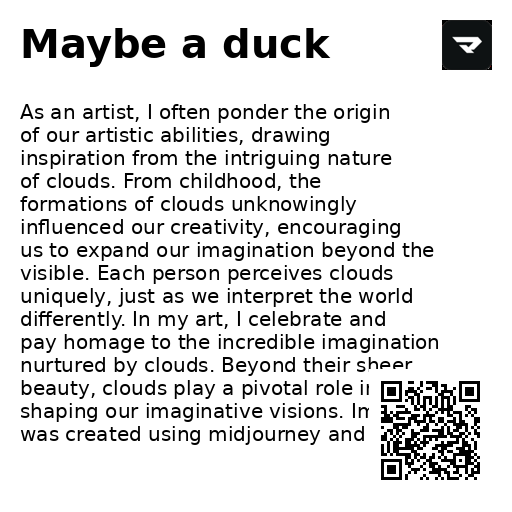 Maybe a duck
As an artist, I often ponder the origin
of our artistic abilities, drawing
inspiration from the intriguing nature
of clouds. From childhood, the
formations of clouds unknowingly
influenced our creativity, encouraging
us to expand our imagination beyond the
visible. Each person perceives clouds
uniquely, just as we interpret the world
differently. In my art, I celebrate and
pay homage to the incredible imagination
nurtured by clouds. Beyond their sheer
beauty, clouds play a pivotal role in
shaping our imaginative visions.
was created using midjourney and